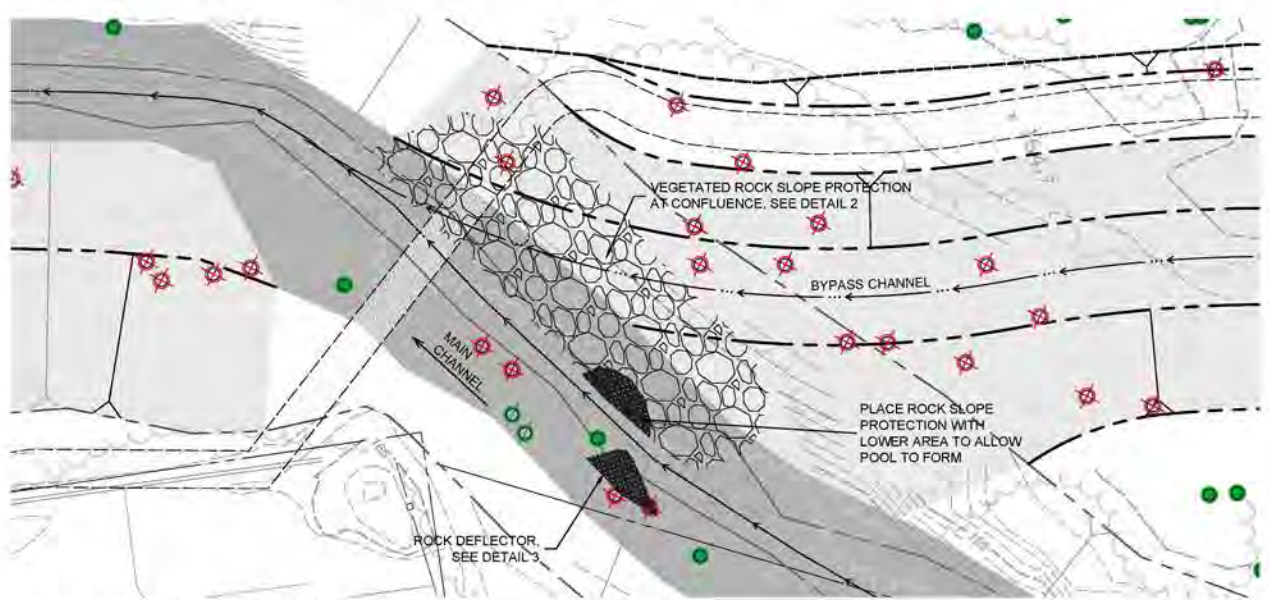 VEGETATED ROCK SLOPE PROTECTION
AT CONFLUENCE, SEE DETAIL 2
BYPASS CHANNEL
MAIN
CHANNEL
PLACE ROCK SLOPE
PROTECTION WITH
LOWER AREA TO ALLOW
POOL TO FORM
ROCK DEFLECTOR,
SEE DETAIL 3